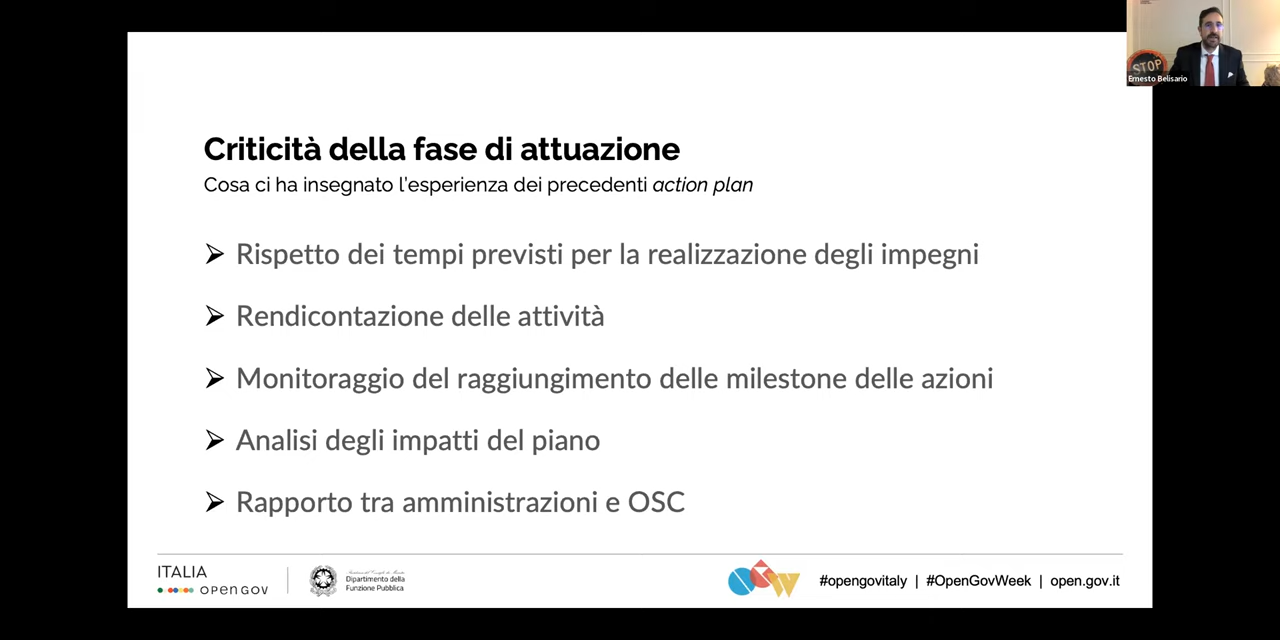 STOP
Ernesto Belisario
Criticità della fase di attuazione
Cosa ci ha insegnato l'esperienza dei precedenti action plan
➢ Rispetto dei tempi previsti per la realizzazione degli impegni
➢ Rendicontazione delle attività
➢ Monitoraggio del raggiungimento delle milestone delle azioni
➢ Analisi degli impatti del piano
➢ Rapporto tra amministrazioni e OSC
ITALIA
OPEN GOV
Dipartimento della
Funzione Pubblica
OGW
#opengovitaly | #OpenGovWeek | open.gov.it